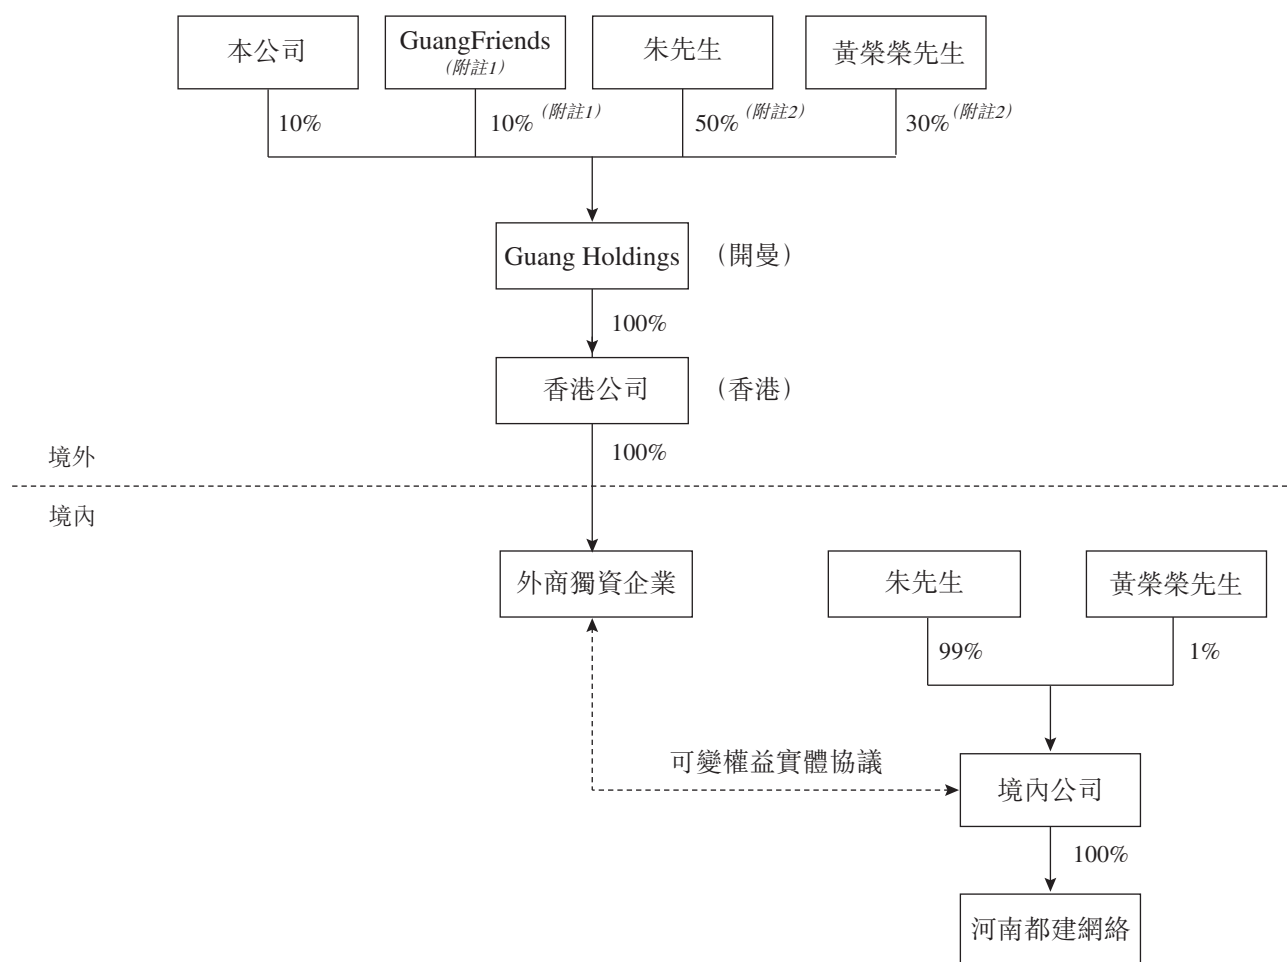 本公司
GuangFriends
(附註1)
朱先生
黃榮榮先生
10%
10% (附註1)
50% (附註2)
30% (附註2)
Guang Holdings
(開曼)
100%
香港公司
(香港)
境外
100%
境內
外商獨資企業
朱先生
黃榮榮先生
99%
1%
可變權益實體協議
境內公司
100%
河南都建網絡